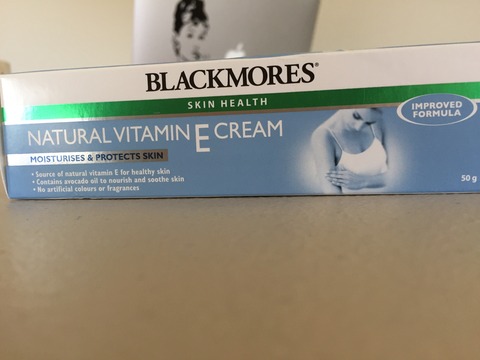 BLACKMORES®
SKIN HEALTH
IMPROVED
FORMULA
NATURAL VITAMIN E CREAM
MOISTURISES & PROTECTS SKIN
• Source of natural vitamin E for healthy skin
• Contains avocado oil to nourish and soothe skin
• No artificial colours or fragrances
50 g